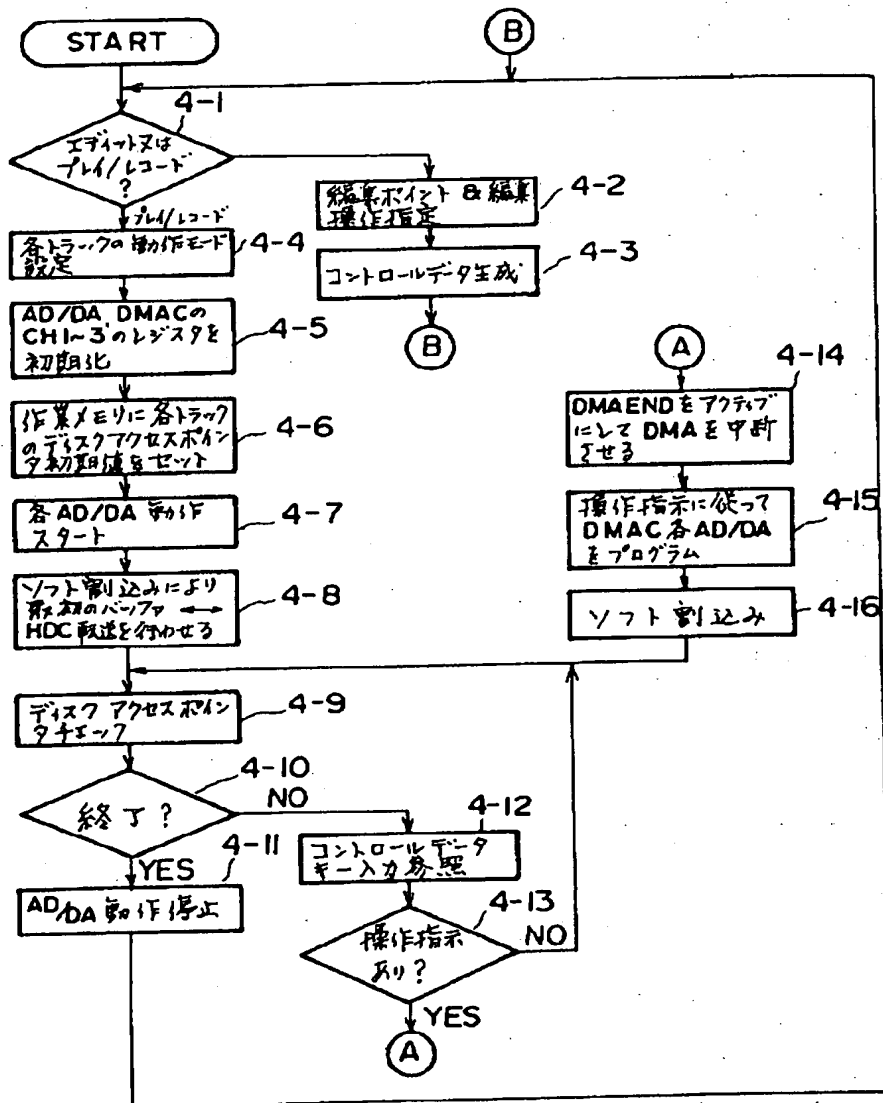 START
B
4-1
エディット又は
プレイ/レコード
?
プレイ/レコード
4-2
編集ポイント & 編集
操作指定
4-3
コントロールデータ生成
B
4-4
各トラックの動作モード
設定
4-5
AD/DA, DMACの
CH1~3のレジスタを
初期化
4-6
作業メモリに各トラック
のディスクアクセスポイン
タ初期値をセット
4-7
各AD/DA動作
スタート
4-8
ソフト割込みにより
最初のバッファ ↔
HDC転送を行わせる
A
4-14
DMAENDをアクティブ
にしてDMAを中断
させる
4-15
操作指示に従って
DMAC各AD/DA
をプログラム
4-16
ソフト割込み
4-9
ディスクアクセスポイン
タチェック
4-10
終了?
NO
YES
4-11
AD/DA動作停止
4-12
コントロールデータ
キー入力参照
4-13
操作指示
あり?
NO
YES
A